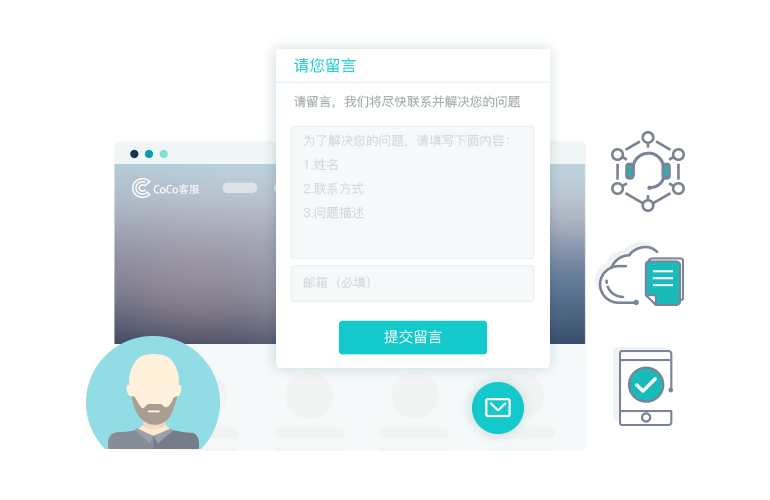 请您留言
请留言，我们将尽快联系并解决您的问题
为了解决您的问题，请填写下面内容：
1.姓名
2.联系方式
3.问题描述
邮箱（必填）
提交留言
CoCo客服